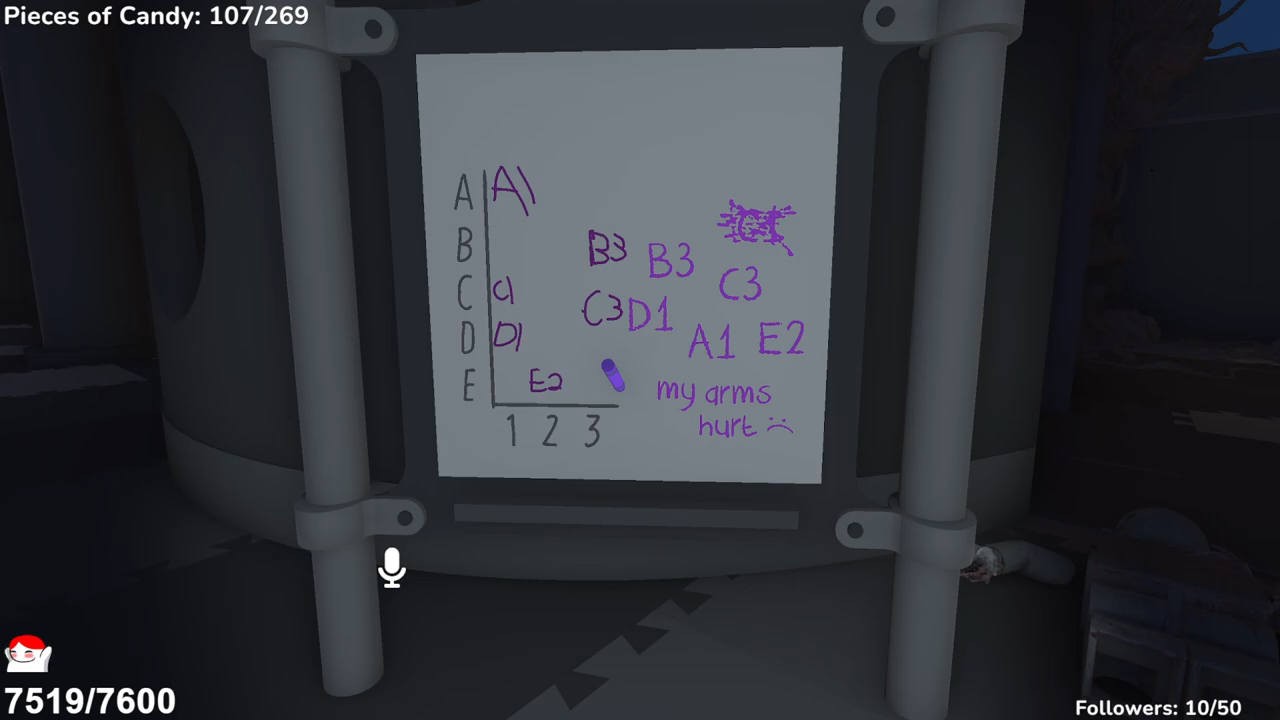 Pieces of Candy: 107/269
A A1
B B3 B3
C C1 C3 C3
D D1 D1
A1 E2
E E2
my arms
hurt :(
1 2 3
7519/7600
Followers: 10/50